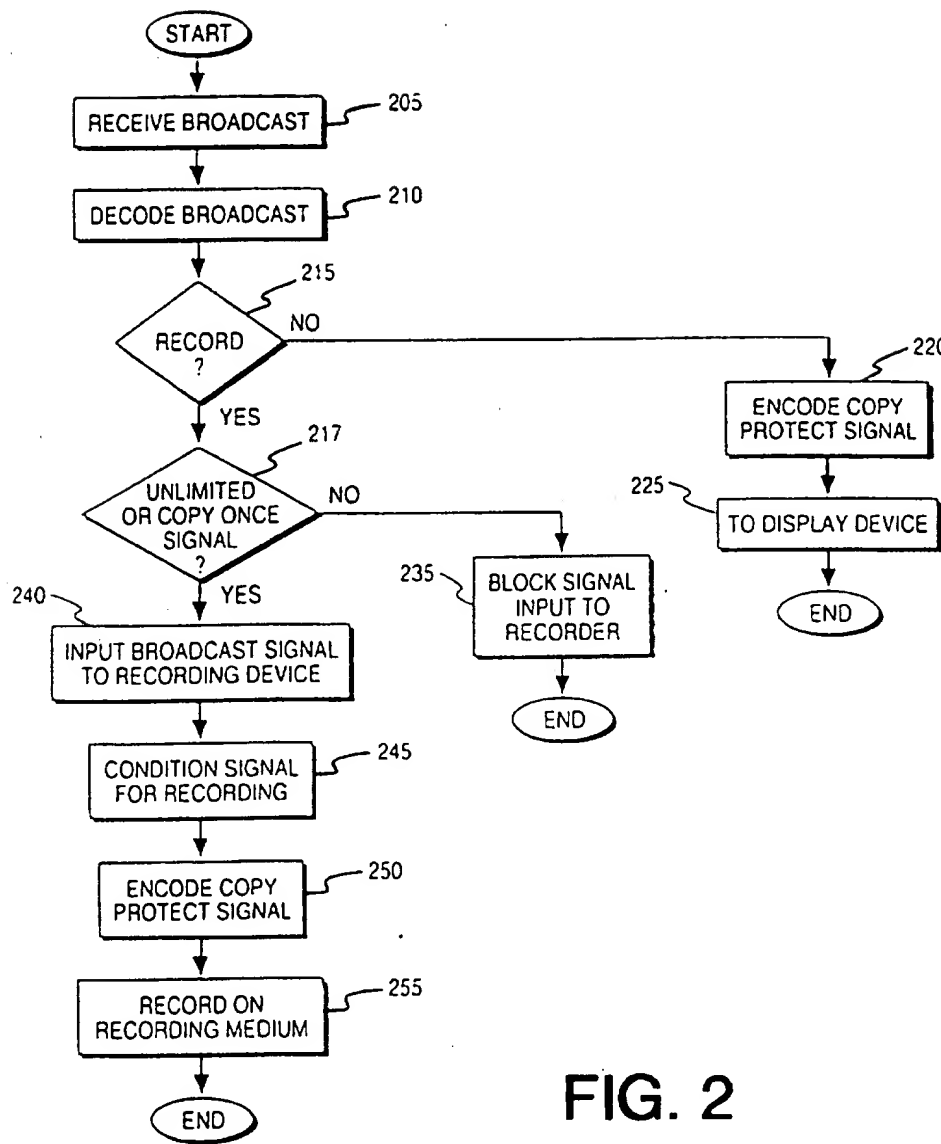 START
205
RECEIVE BROADCAST
210
DECODE BROADCAST
215
RECORD
?
NO
YES
220
ENCODE COPY
PROTECT SIGNAL
225
TO DISPLAY DEVICE
END
217
UNLIMITED
OR COPY ONCE
SIGNAL
?
NO
YES
235
BLOCK SIGNAL
INPUT TO
RECORDER
END
240
INPUT BROADCAST SIGNAL
TO RECORDING DEVICE
245
CONDITION SIGNAL
FOR RECORDING
250
ENCODE COPY
PROTECT SIGNAL
255
RECORD ON
RECORDING MEDIUM
END
FIG. 2